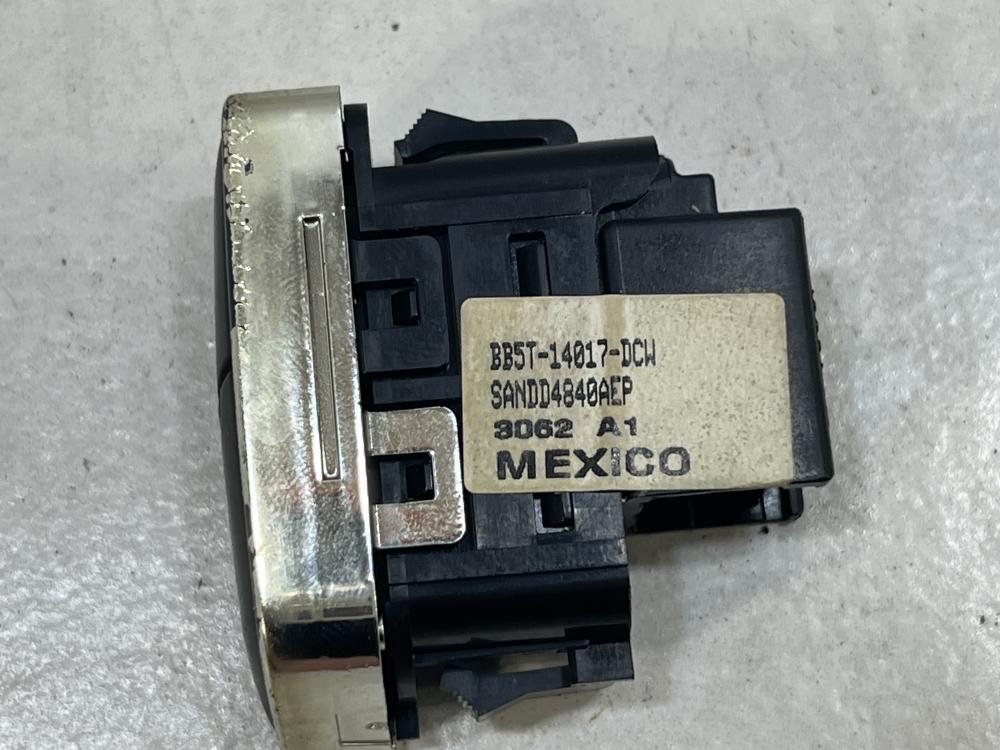 BB5T-14017-DCW
SANDD4840AEP
3062 A1
MEXICO